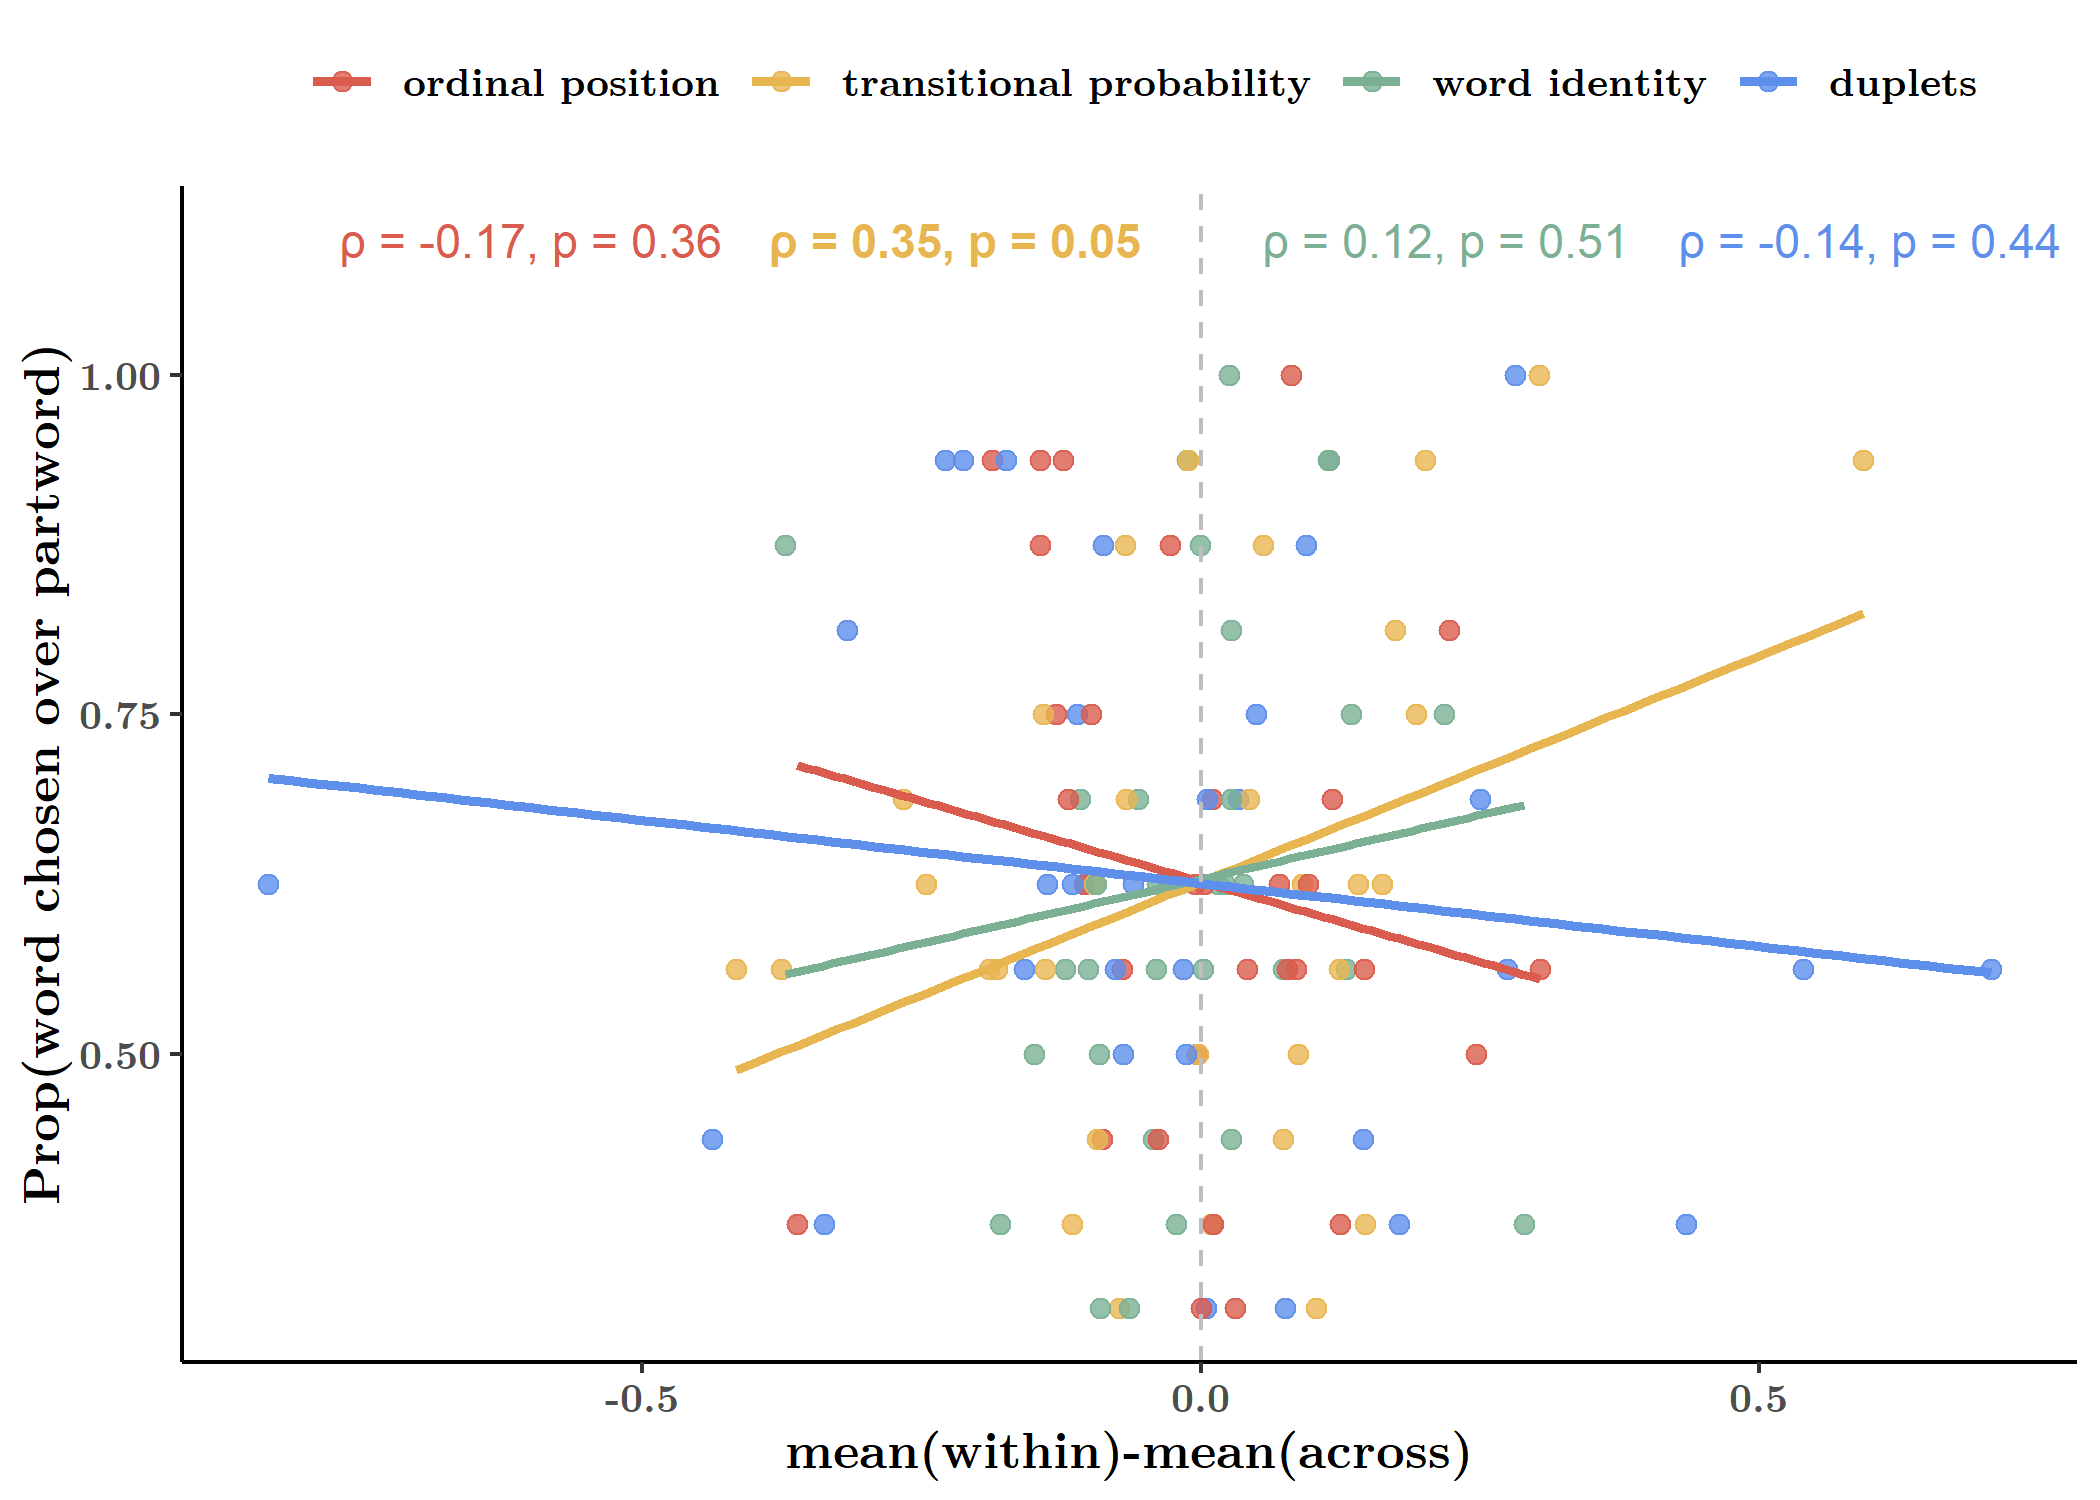 ordinal position transitional probability word identity duplets
ρ = -0.17, p = 0.36 ρ = 0.35, p = 0.05 ρ = 0.12, p = 0.51 ρ = -0.14, p = 0.44
Prop(word chosen over partword)
1.00
0.75
0.50
-0.5 0.0 0.5
mean(within)-mean(across)